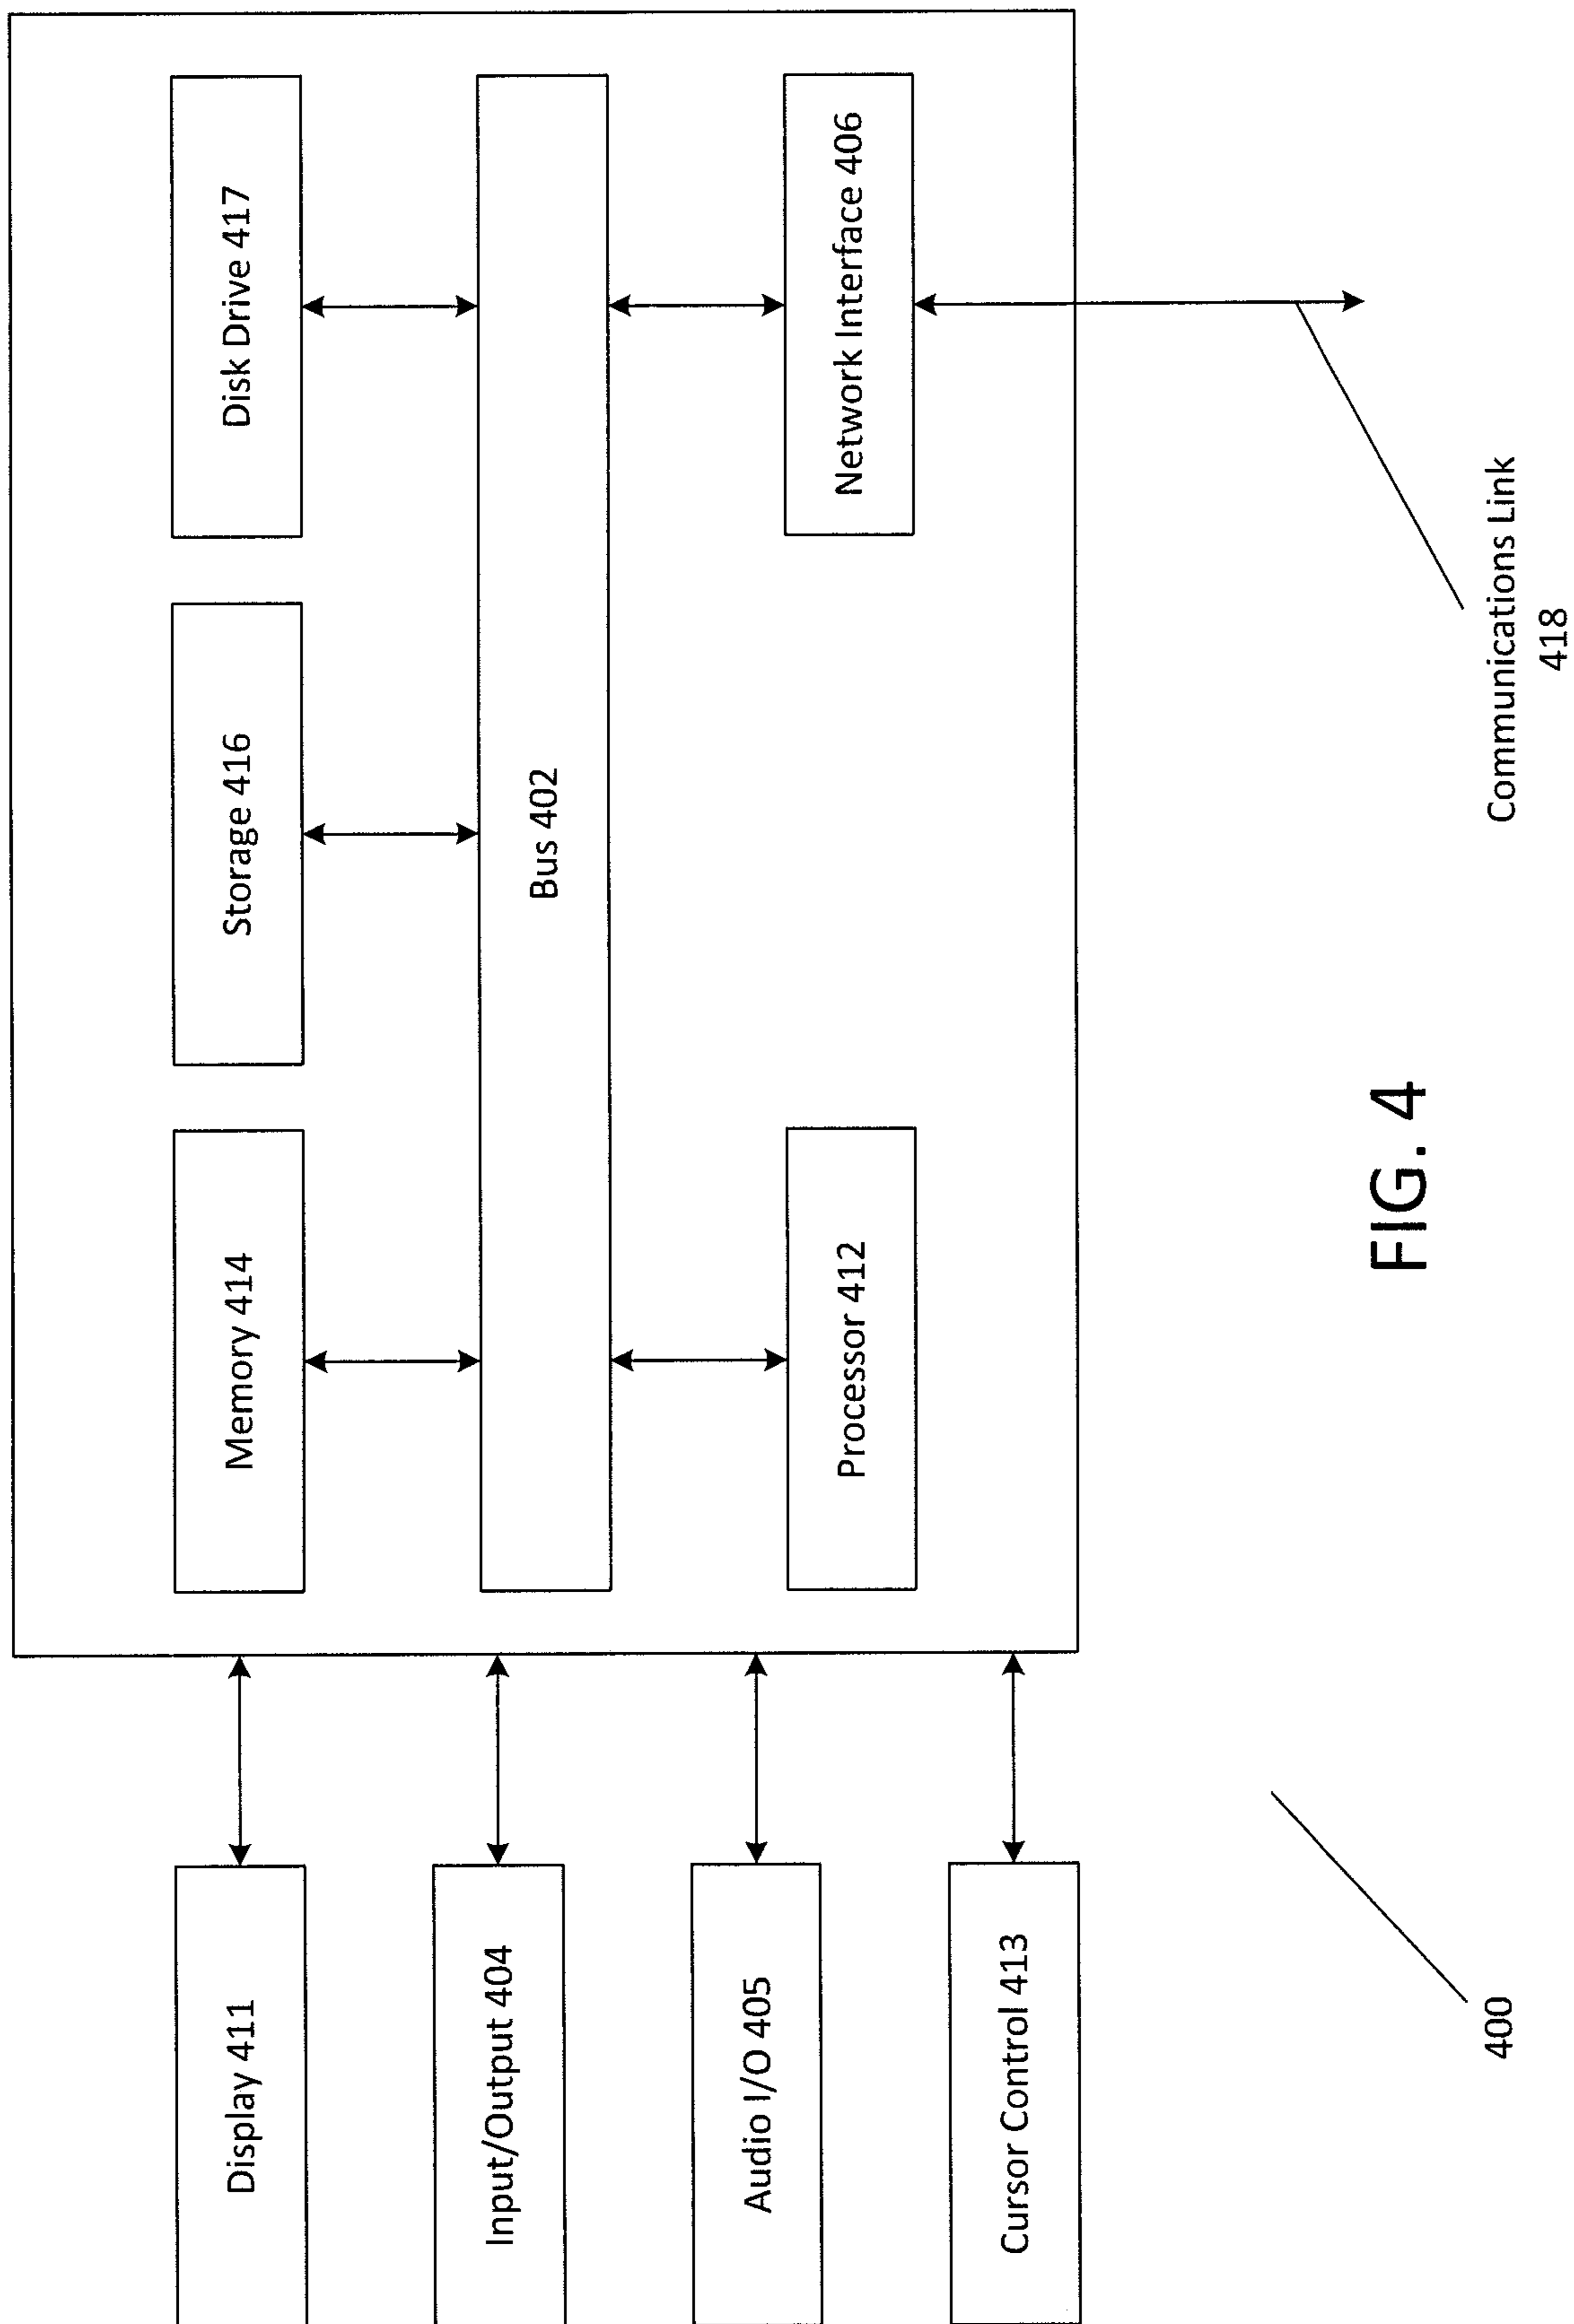 Display 411
Memory 414
Storage 416
Disk Drive 417
Input/Output 404
Bus 402
Audio I/O 405
Processor 412
Network Interface 406
Cursor Control 413
FIG. 4
400
Communications Link
418